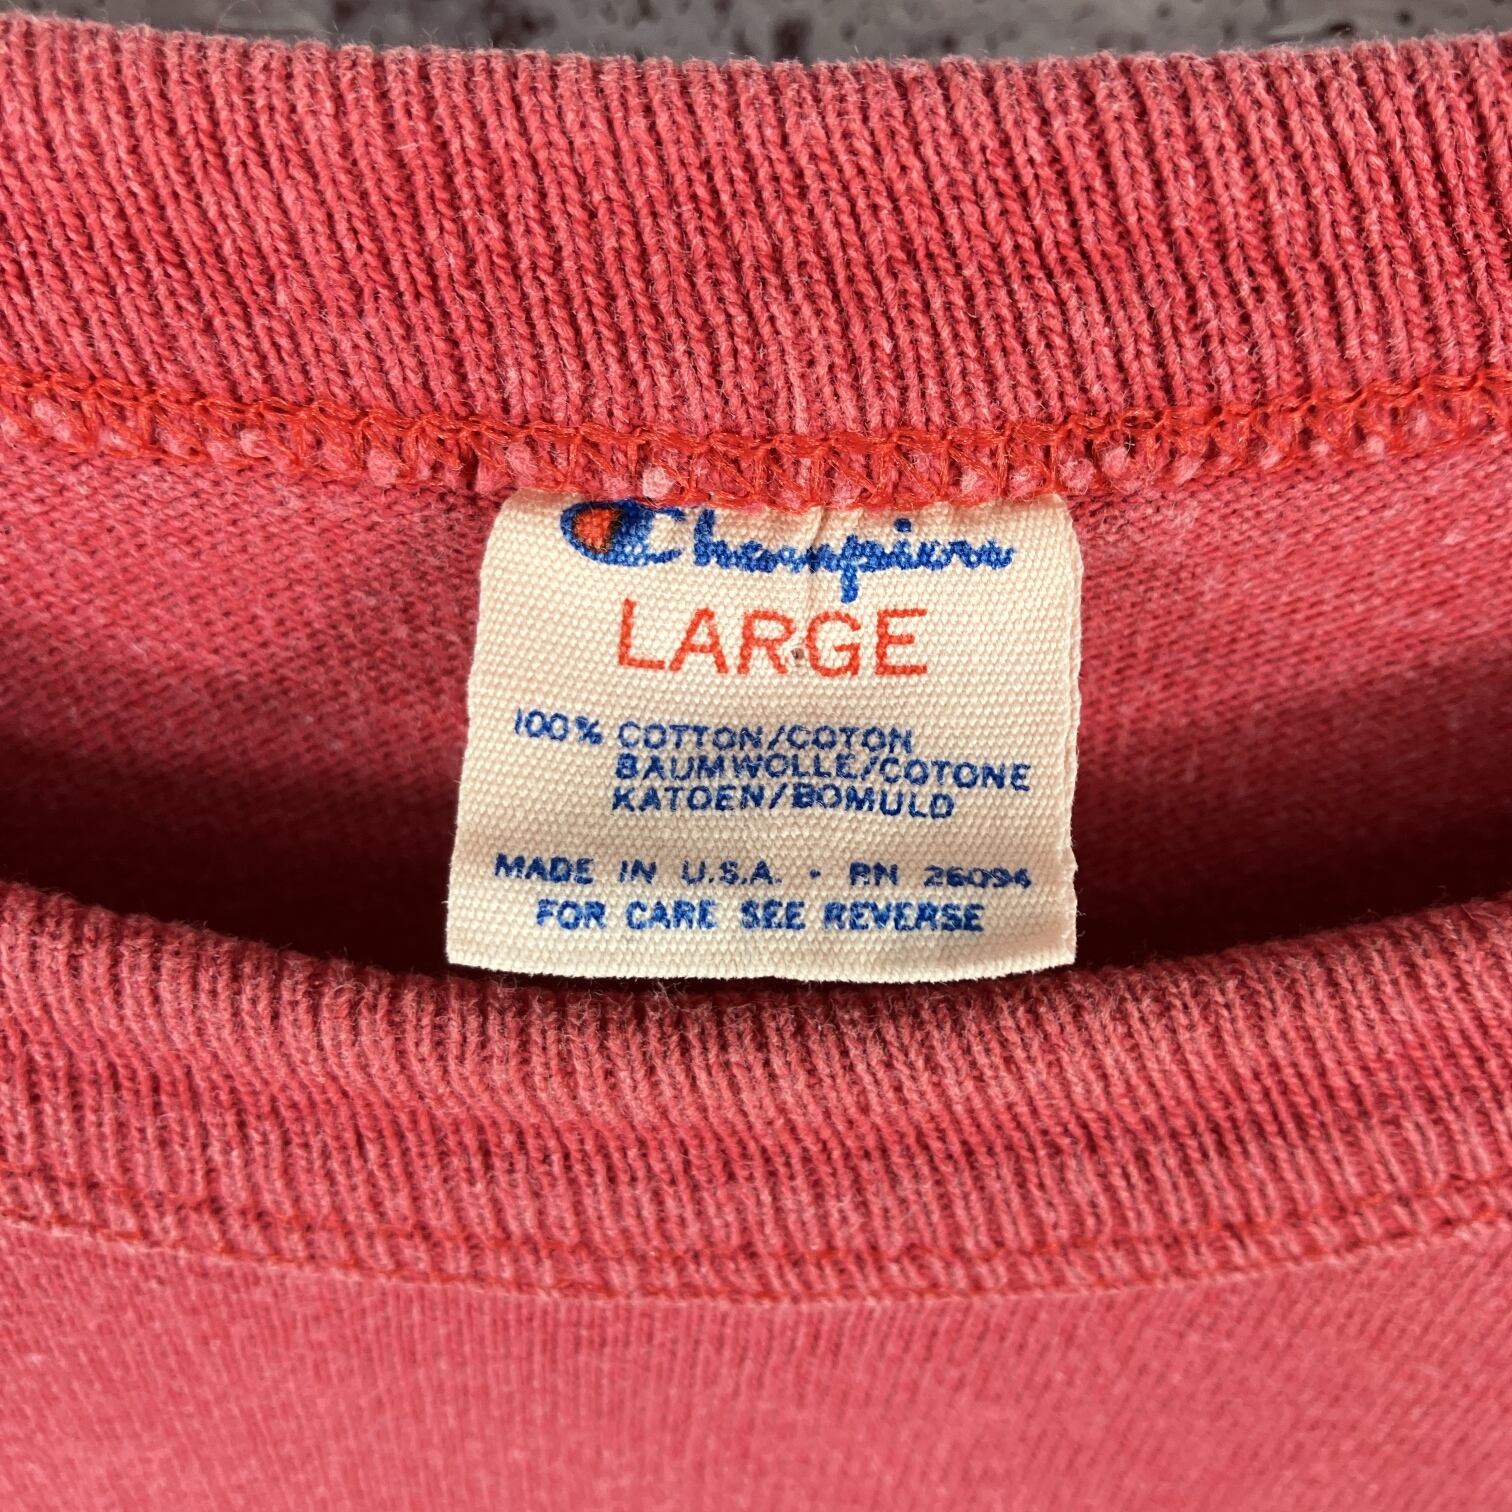 Champion
LARGE
100% COTTON/COTON
BAUMWOLLE/COTONE
KATOEN/BOMULD
MADE IN U.S.A. · RN 26094
FOR CARE SEE REVERSE